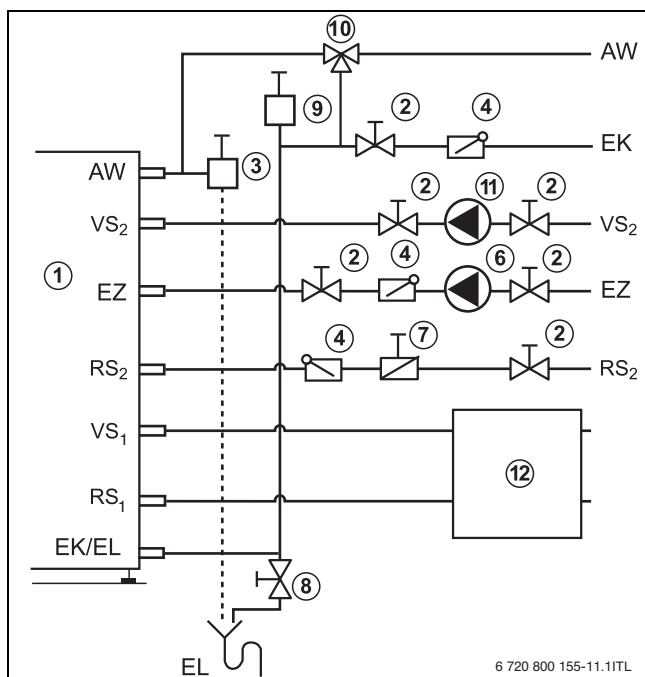 10
AW
9
2
4
EK
AW
3
2
11
2
VS2
VS2
1
2
4
6
2
EZ
EZ
4
7
2
RS2
RS2
VS1
12
RS1
EK/EL
8
EL
6 720 800 155-11.1ITL